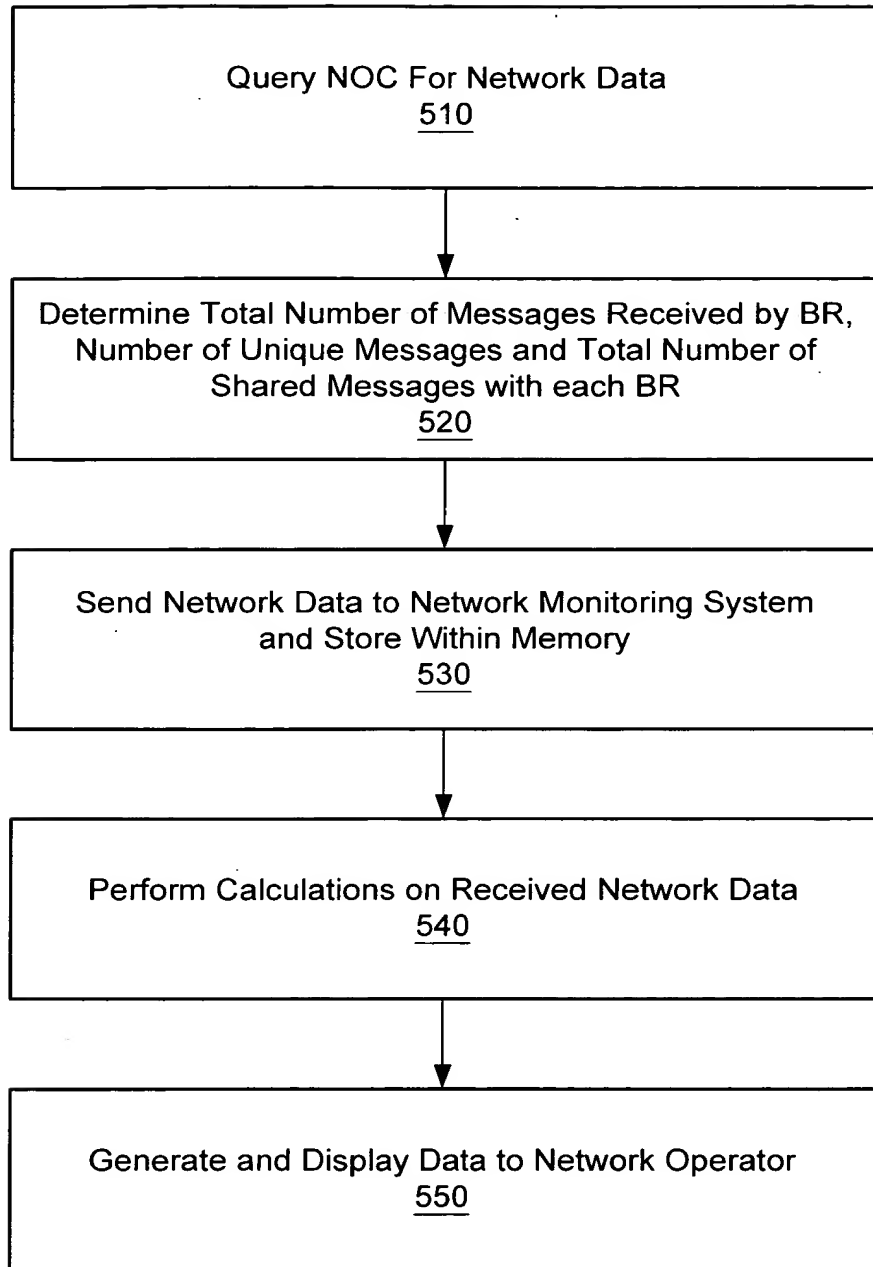 Query NOC For Network Data
510
Determine Total Number of Messages Received by BR,
Number of Unique Messages and Total Number of
Shared Messages with each BR
520
Send Network Data to Network Monitoring System
and Store Within Memory
530
Perform Calculations on Received Network Data
540
Generate and Display Data to Network Operator
550